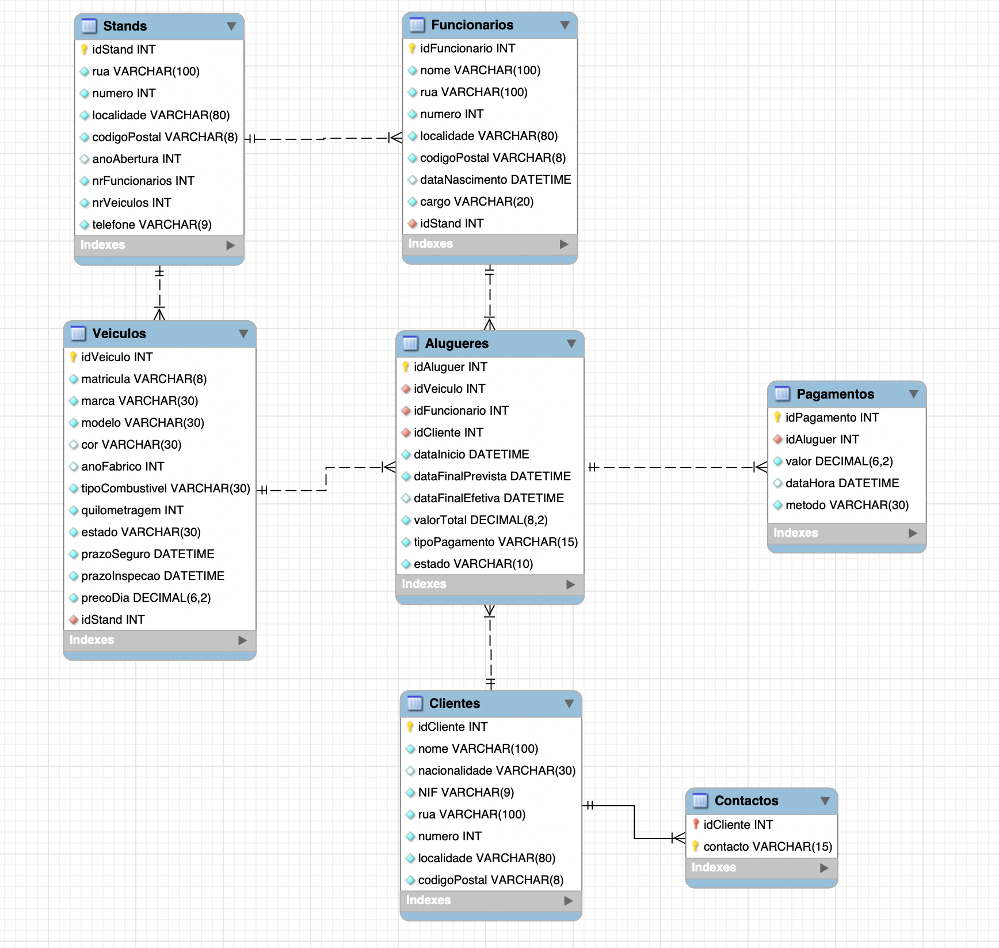 Stands
idStand INT
rua VARCHAR(100)
numero INT
localidade VARCHAR(80)
codigoPostal VARCHAR(8)
anoAbertura INT
nrFuncionarios INT
nrVeiculos INT
telefone VARCHAR(9)
Indexes
Funcionarios
idFuncionario INT
nome VARCHAR(100)
rua VARCHAR(100)
numero INT
localidade VARCHAR(80)
codigoPostal VARCHAR(8)
dataNascimento DATETIME
cargo VARCHAR(20)
idStand INT
Indexes
Veiculos
idVeiculo INT
matricula VARCHAR(8)
marca VARCHAR(30)
modelo VARCHAR(30)
cor VARCHAR(30)
anoFabrico INT
tipoCombustivel VARCHAR(30)
quilometragem INT
estado VARCHAR(30)
prazoSeguro DATETIME
prazoInspecao DATETIME
precoDia DECIMAL(6,2)
idStand INT
Indexes
Alugueres
idAluguer INT
idVeiculo INT
idFuncionario INT
idCliente INT
dataInicio DATETIME
dataFinalPrevista DATETIME
dataFinalEfetiva DATETIME
valorTotal DECIMAL(8,2)
tipoPagamento VARCHAR(15)
estado VARCHAR(10)
Indexes
Pagamentos
idPagamento INT
idAluguer INT
valor DECIMAL(6,2)
dataHora DATETIME
metodo VARCHAR(30)
Indexes
Clientes
idCliente INT
nome VARCHAR(100)
nacionalidade VARCHAR(30)
NIF VARCHAR(9)
rua VARCHAR(100)
numero INT
localidade VARCHAR(80)
codigoPostal VARCHAR(8)
Indexes
Contactos
idCliente INT
contacto VARCHAR(15)
Indexes